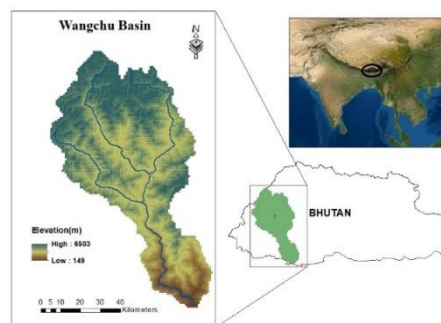 Wangchu Basin
N
BHUTAN
Elevation(m)
High : 6503
Low : 149
0 5 10 20 30 40
Kilometers